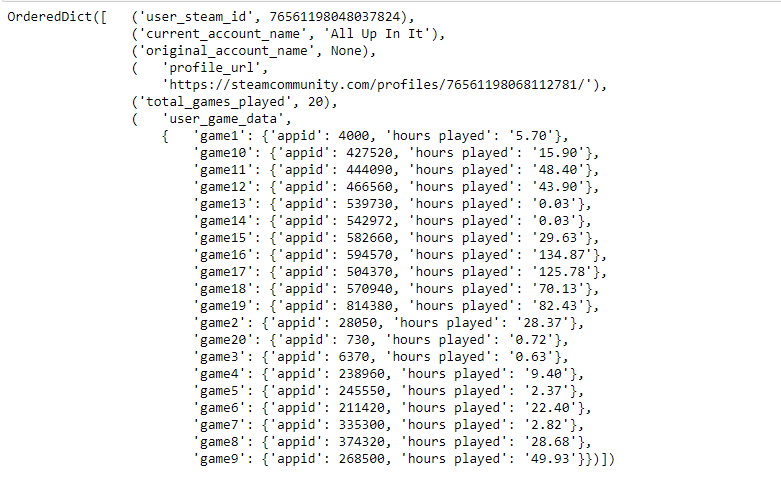 OrderedDict([   ('user_steam_id', 76561198048037824),
                ('current_account_name', 'All Up In It'),
                ('original_account_name', None),
                (   'profile_url',
                    'https://steamcommunity.com/profiles/76561198068112781/'),
                ('total_games_played', 20),
                (   'user_game_data',
                    {   'game1': {'appid': 4000, 'hours played': '5.70'},
                        'game10': {'appid': 427520, 'hours played': '15.90'},
                        'game11': {'appid': 444090, 'hours played': '48.40'},
                        'game12': {'appid': 466560, 'hours played': '43.90'},
                        'game13': {'appid': 539730, 'hours played': '0.03'},
                        'game14': {'appid': 542972, 'hours played': '0.03'},
                        'game15': {'appid': 582660, 'hours played': '29.63'},
                        'game16': {'appid': 594570, 'hours played': '134.87'},
                        'game17': {'appid': 504370, 'hours played': '125.78'},
                        'game18': {'appid': 570940, 'hours played': '70.13'},
                        'game19': {'appid': 814380, 'hours played': '82.43'},
                        'game2': {'appid': 28050, 'hours played': '28.37'},
                        'game20': {'appid': 730, 'hours played': '0.72'},
                        'game3': {'appid': 6370, 'hours played': '0.63'},
                        'game4': {'appid': 238960, 'hours played': '9.40'},
                        'game5': {'appid': 245550, 'hours played': '2.37'},
                        'game6': {'appid': 211420, 'hours played': '22.40'},
                        'game7': {'appid': 335300, 'hours played': '2.82'},
                        'game8': {'appid': 374320, 'hours played': '28.68'},
                        'game9': {'appid': 268500, 'hours played': '49.93'}})])